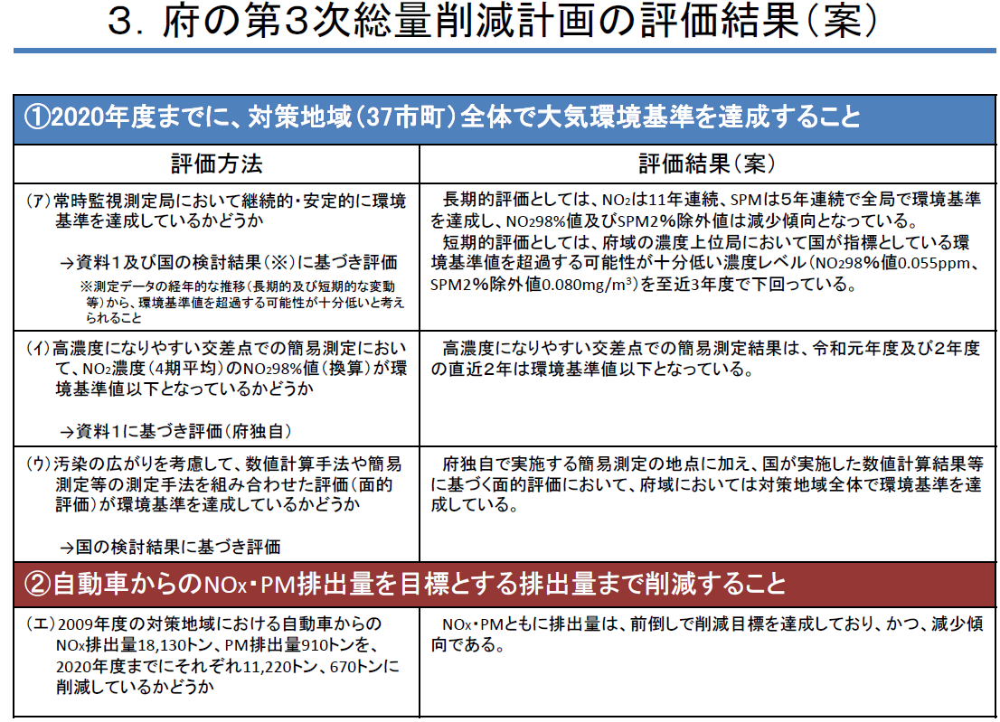 ３．府の第３次総量削減計画の評価結果（案）
①2020年度までに、対策地域（37市町）全体で大気環境基準を達成すること
評価方法
評価結果（案）
（ア）常時監視測定局において継続的・安定的に環境
基準を達成しているかどうか
→資料１及び国の検討結果（※）に基づき評価
※測定データの経年的な推移（長期的及び短期的な変動
等）から、環境基準値を超過する可能性が十分低いと考え
られること
長期的評価としては、NO2は11年連続、SPMは５年連続で全局で環境基準
を達成し、NO298%値及びSPM2％除外値は減少傾向となっている。
短期的評価としては、府域の濃度上位局において国が指標としている環
境基準値を超過する可能性が十分低い濃度レベル（NO298％値0.055ppm、
SPM2％除外値0.080mg/m3）を至近3年度で下回っている。
（イ）高濃度になりやすい交差点での簡易測定におい
て、NO2濃度（4期平均）のNO298%値（換算）が環
境基準値以下となっているかどうか
→資料１に基づき評価（府独自）
高濃度になりやすい交差点での簡易測定結果は、令和元年度及び２年度
の直近２年は環境基準値以下となっている。
（ウ）汚染の広がりを考慮して、数値計算手法や簡易
測定等の測定手法を組み合わせた評価（面的
評価）が環境基準を達成しているかどうか
→国の検討結果に基づき評価
府独自で実施する簡易測定の地点に加え、国が実施した数値計算結果等
に基づく面的評価において、府域においては対策地域全体で環境基準を達
成している。
②自動車からのNOx・PM排出量を目標とする排出量まで削減すること
（エ）2009年度の対策地域における自動車からの
NOx排出量18,130トン、PM排出量910トンを、
2020年度までにそれぞれ11,220トン、670トンに
削減しているかどうか
NOx・PMともに排出量は、前倒しで削減目標を達成しており、かつ、減少傾
向である。